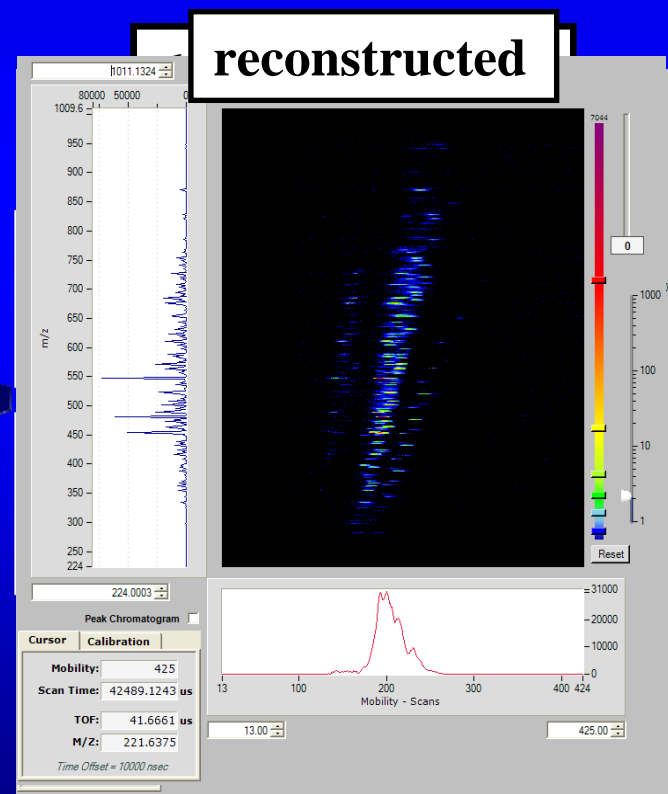 reconstructed
1011.1324
80000 50000 0
1009.6
950
900
850
800
750
700
650
600
550
500
450
400
350
300
250
224
m/z
7044
0
1000
100
10
1
Reset
224.0003
Peak Chromatogram
Cursor Calibration
Mobility: 425
Scan Time: 42489.1243 us
TOF: 41.6661 us
M/Z: 221.6375
Time Offset = 10000 nsec
31000
20000
10000
0
13 100 200 300 400 424
Mobility - Scans
13.00 425.00